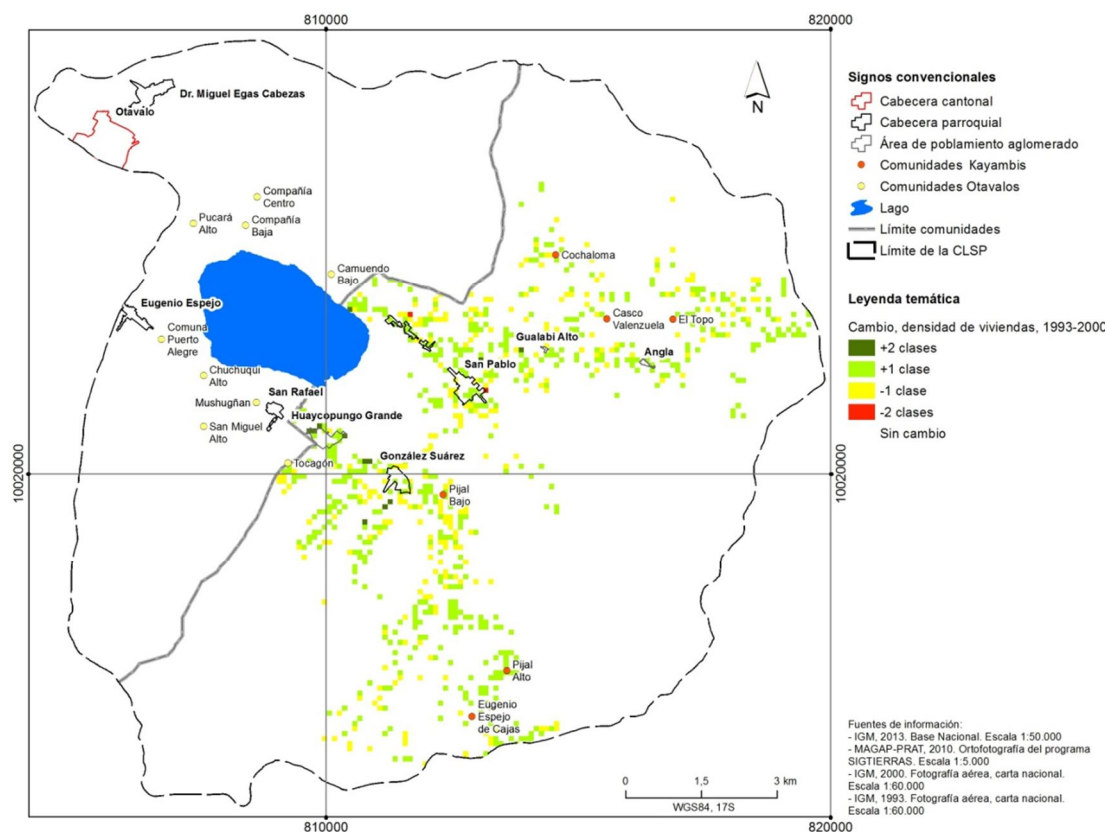 810000
820000
Dr. Miguel Egas Cabezas
Otavalo
Compañía
Centro
Pucará
Alto
Compañía
Baja
Camuendo
Bajo
Cochaloma
Eugenio Espejo
Comuna
Puerto
Alegre
Casco
Valenzuela
El Topo
Gualabi Alto
Angla
San Pablo
Chuchuqui
Alto
San Rafael
Mushugñan
Huaycopungo Grande
San Miguel
Alto
Tocagón
González Suárez
Pijal
Bajo
Pijal
Alto
Eugenio
Espejo
de Cajas
10020000
10020000
N
0
1,5
3 km
WGS84, 17S
810000
820000
Signos convencionales
Cabecera cantonal
Cabecera parroquial
Área de poblamiento aglomerado
Comunidades Kayambis
Comunidades Otavalos
Lago
Límite comunidades
Límite de la CLSP
Leyenda temática
Cambio, densidad de viviendas, 1993-2000
+2 clases
+1 clase
-1 clase
-2 clases
Sin cambio
Fuentes de información:
- IGM, 2013. Base Nacional. Escala 1:50.000
- MAGAP-PRAT, 2010. Ortofotografía del programa
SIGTIERRAS. Escala 1:5.000
- IGM, 2000. Fotografía aérea, carta nacional.
Escala 1:60.000
- IGM, 1993. Fotografía aérea, carta nacional.
Escala 1:60.000